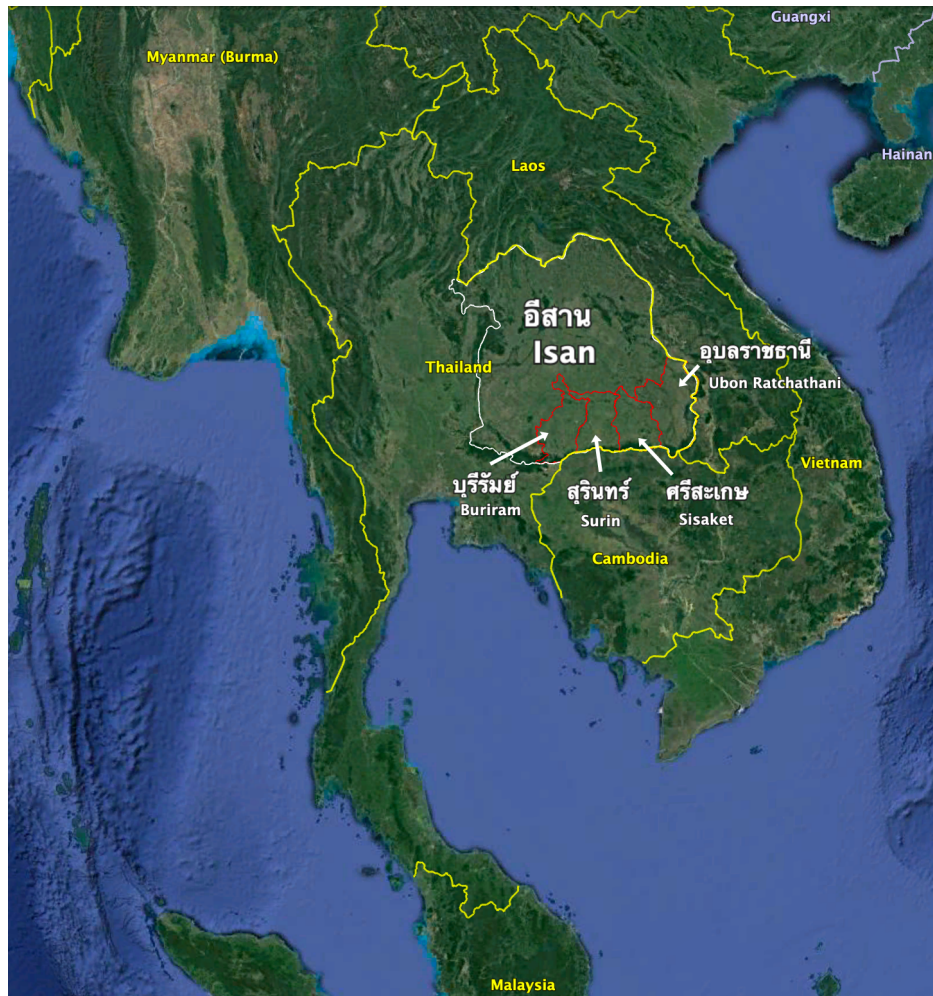 Guangxi
Myanmar (Burma)
Hainan
Laos
อีสาน
Isan
อุบลราชธานี
Thailand
Ubon Ratchathani
Vietnam
บุรีรัมย์
สุรินทร์
ศรีสะเกษ
Buriram
Surin
Sisaket
Cambodia
Malaysia